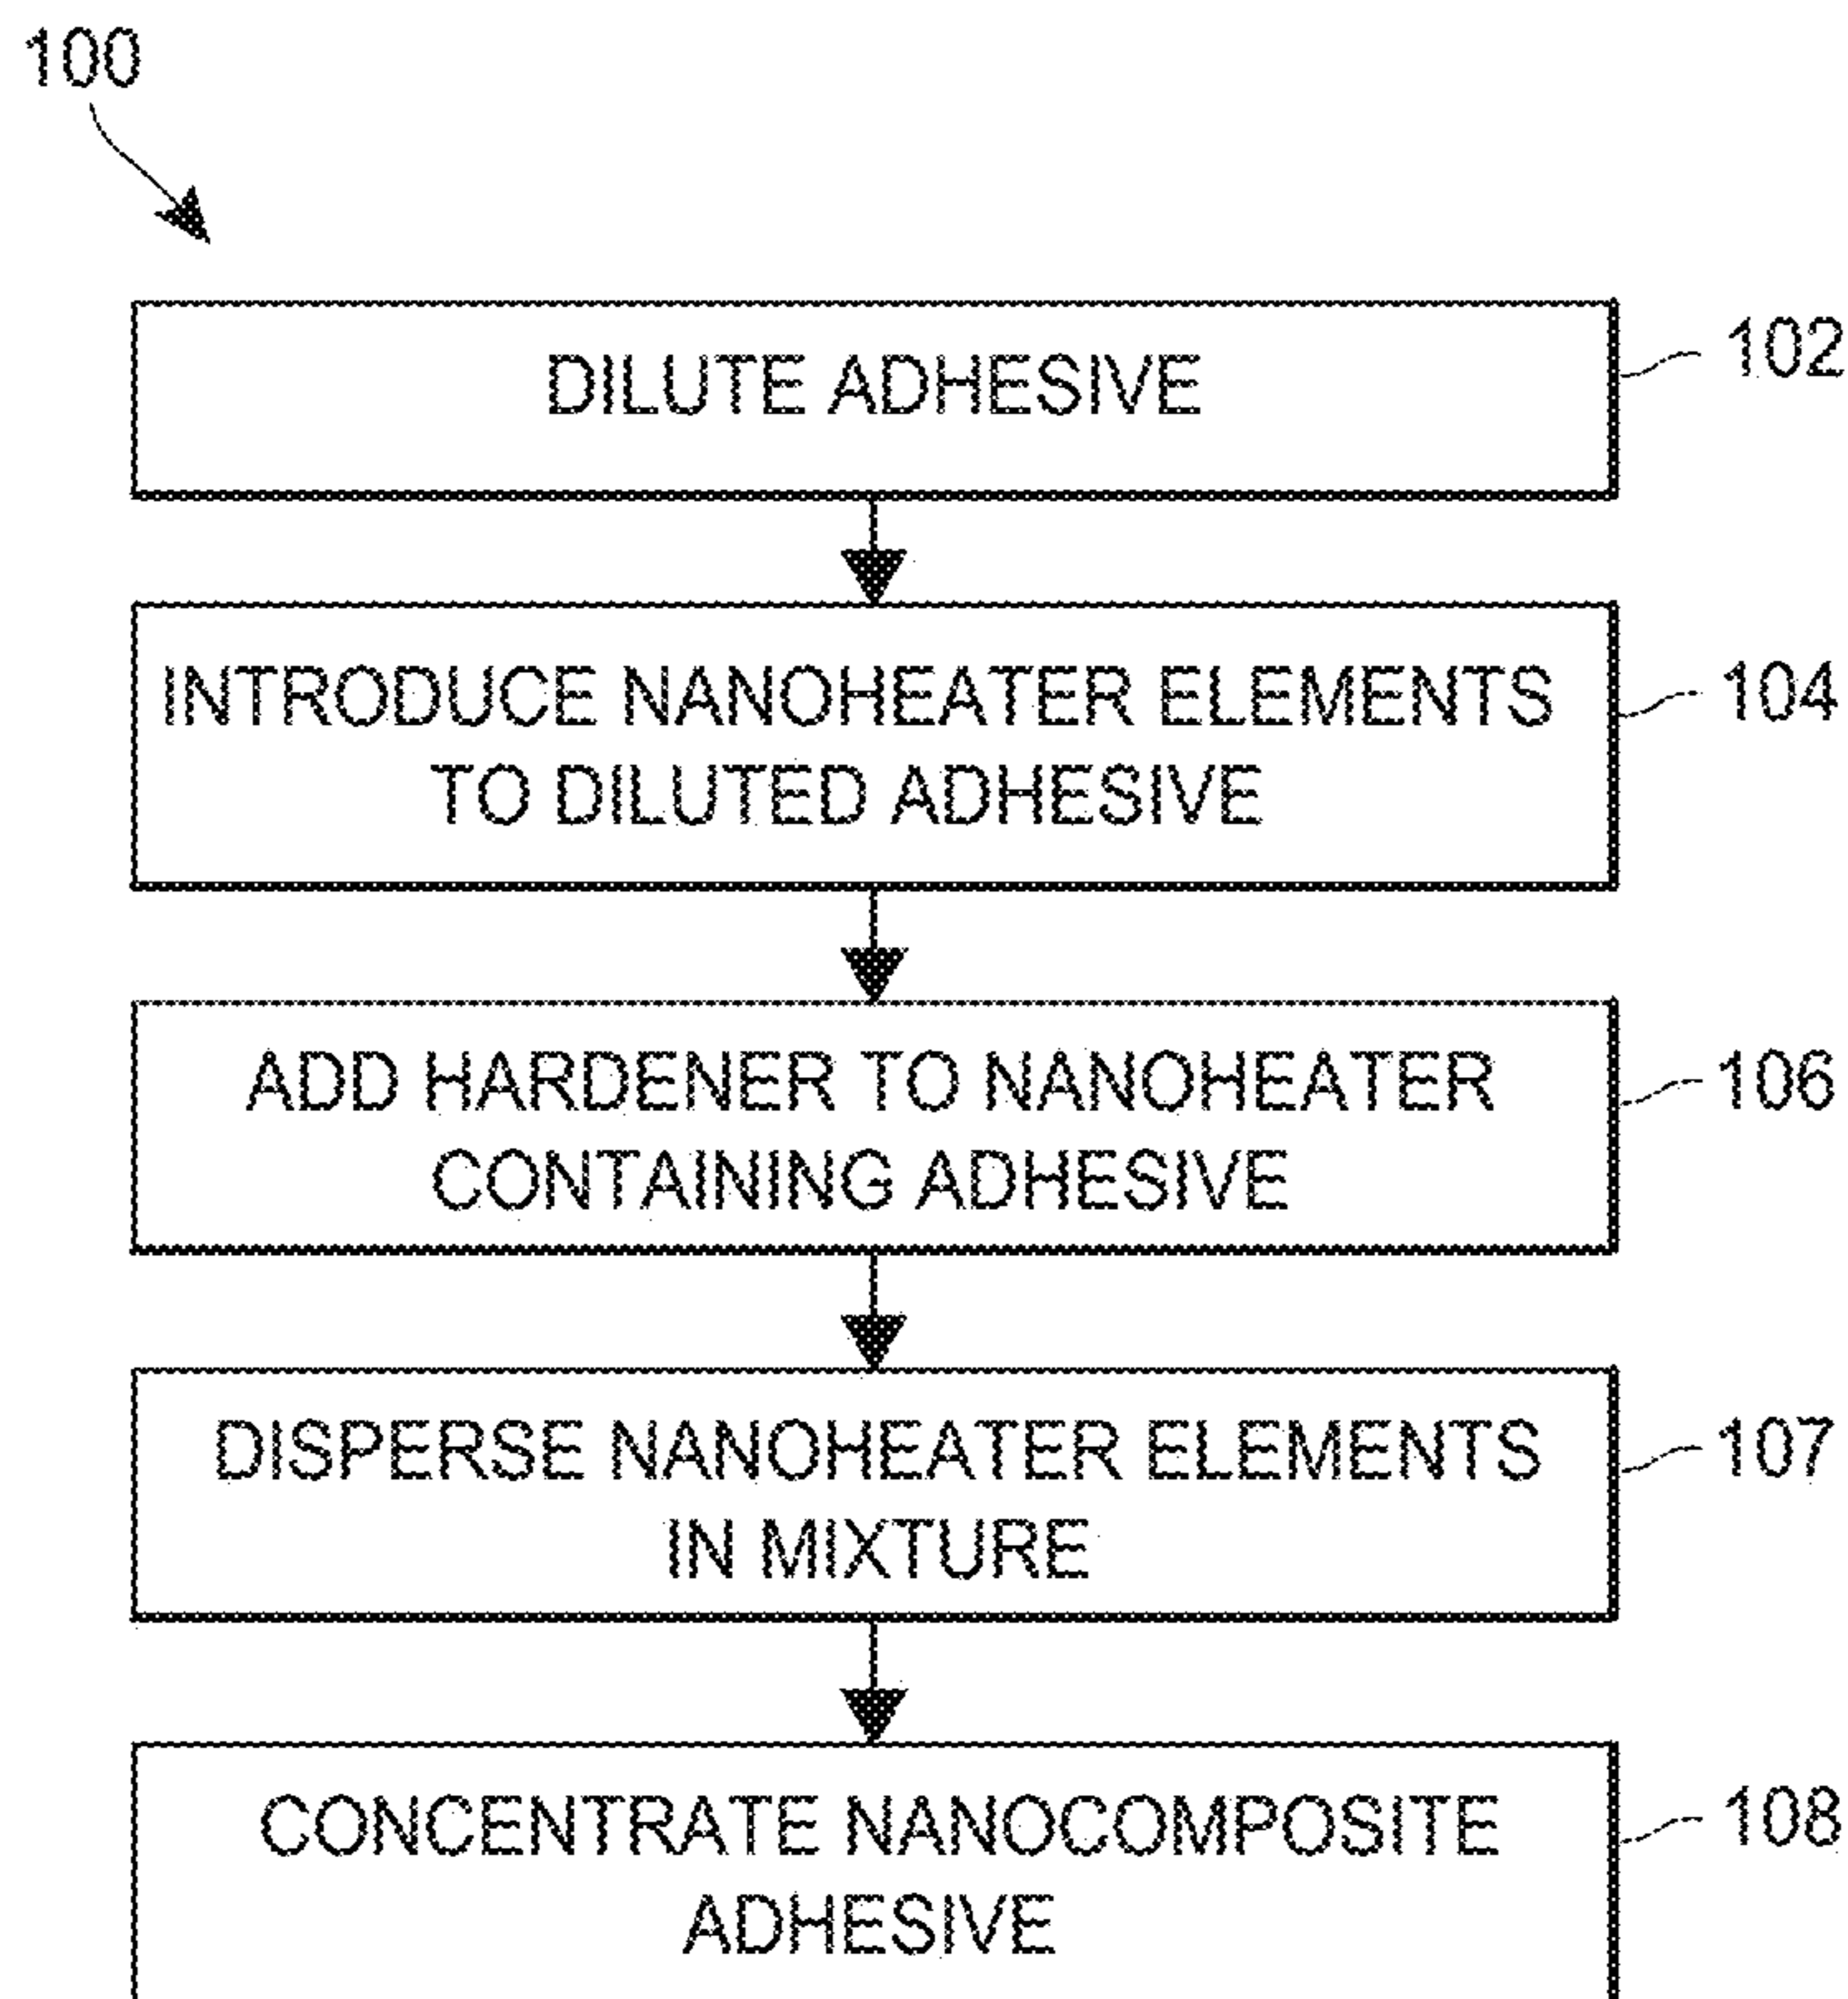 100
DILUTE ADHESIVE
102
INTRODUCE NANOHEATER ELEMENTS
TO DILUTED ADHESIVE
104
ADD HARDENER TO NANOHEATER
CONTAINING ADHESIVE
106
DISPERSE NANOHEATER ELEMENTS
IN MIXTURE
107
CONCENTRATE NANOCOMPOSITE
ADHESIVE
108